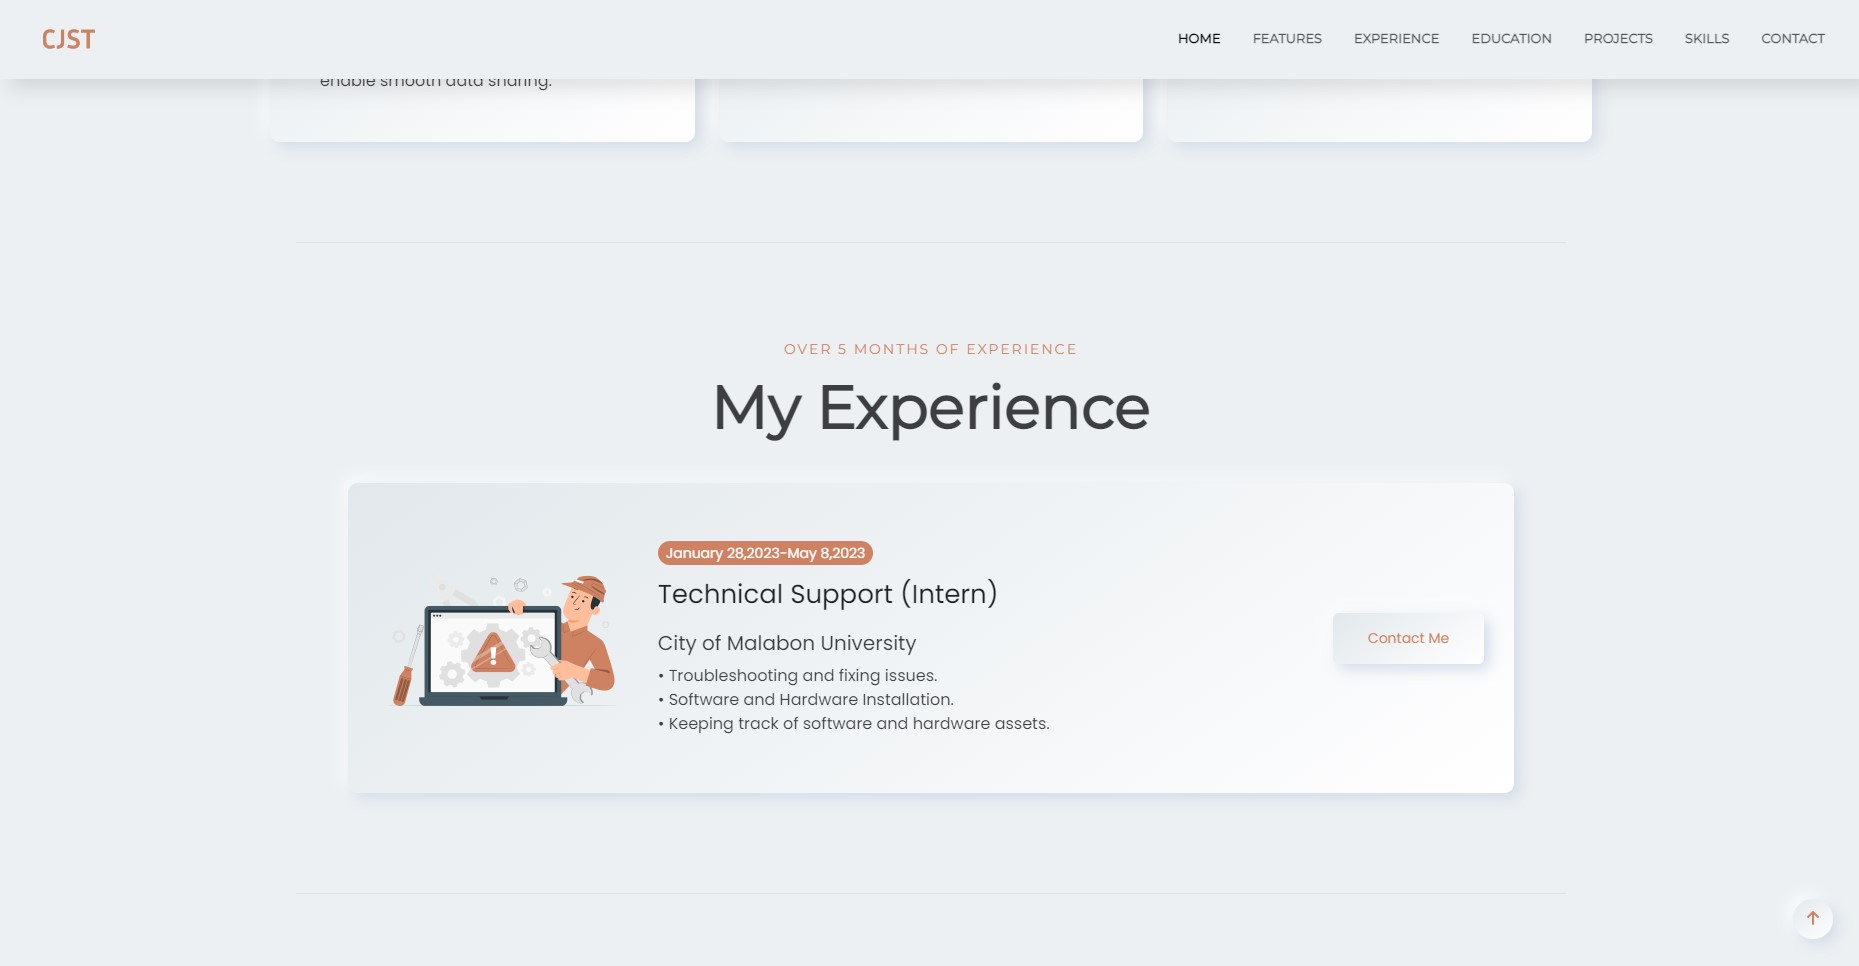 CJST
HOME FEATURES EXPERIENCE EDUCATION PROJECTS SKILLS CONTACT
enable smooth data sharing.
OVER 5 MONTHS OF EXPERIENCE
My Experience
January 28,2023-May 8,2023
Technical Support (Intern)
City of Malabon University
• Troubleshooting and fixing issues.
• Software and Hardware Installation.
• Keeping track of software and hardware assets.
Contact Me